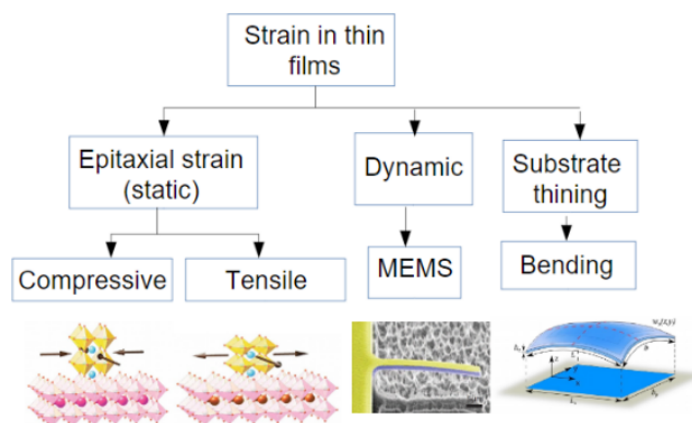 Strain in thin
films
Epitaxial strain
(static)
Dynamic
Substrate
thining
Compressive
Tensile
MEMS
Bending